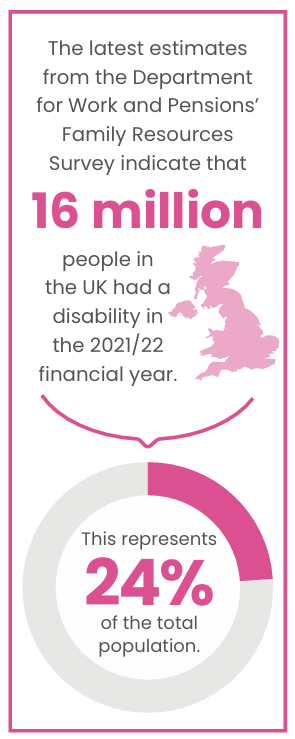 The latest estimates
from the Department
for Work and Pensions’
Family Resources
Survey indicate that
16 million
people in
the UK had a
disability in
the 2021/22
financial year.
This represents
24%
of the total
population.